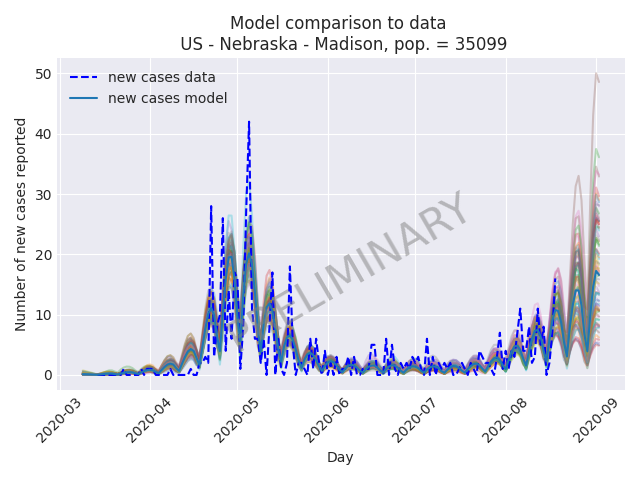 Model comparison to data
US - Nebraska - Madison, pop. = 35099
new cases data
new cases model
PRELIMINARY
Number of new cases reported
50
40
30
20
10
0
2020-03
2020-04
2020-05
2020-06
2020-07
2020-08
2020-09
Day